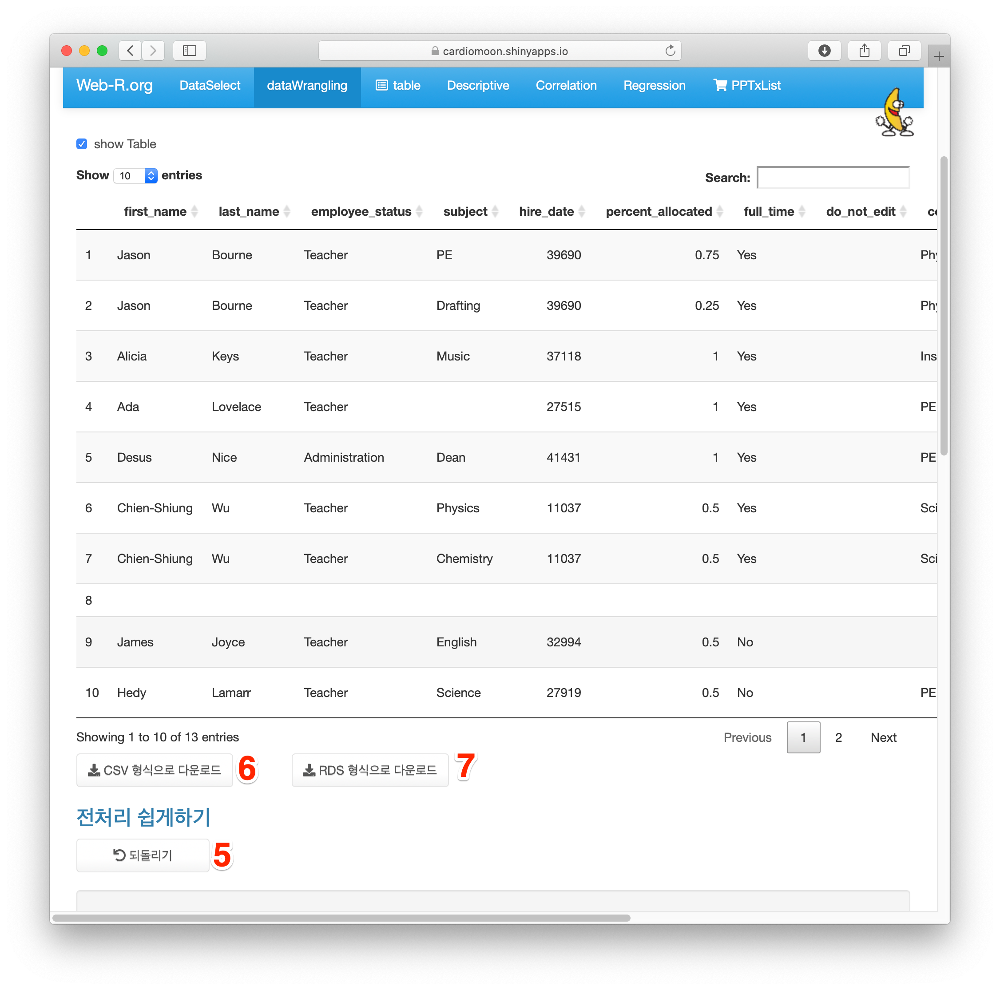 cardiomoon.shinyapps.io
Web-R.org DataSelect dataWrangling table Descriptive Correlation Regression PPTxList
show Table
Show 10 entries Search:
first_name last_name employee_status subject hire_date percent_allocated full_time do_not_edit
1 Jason Bourne Teacher PE 39690 0.75 Yes
2 Jason Bourne Teacher Drafting 39690 0.25 Yes
3 Alicia Keys Teacher Music 37118 1 Yes Ins
4 Ada Lovelace Teacher 27515 1 Yes PE
5 Desus Nice Administration Dean 41431 1 Yes PE
6 Chien-Shiung Wu Teacher Physics 11037 0.5 Yes Sci
7 Chien-Shiung Wu Teacher Chemistry 11037 0.5 Yes Sci
8
9 James Joyce Teacher English 32994 0.5 No
10 Hedy Lamarr Teacher Science 27919 0.5 No PE
Showing 1 to 10 of 13 entries Previous 1 2 Next
CSV 형식으로 다운로드 6 RDS 형식으로 다운로드 7
전처리 쉽게하기
되돌리기 5